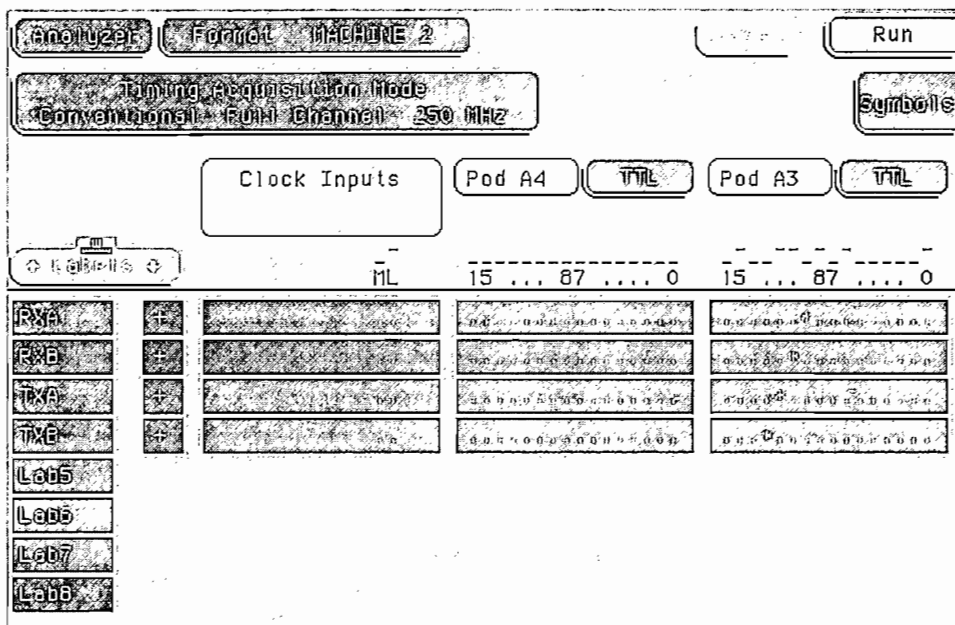 Analyzer Format MACHINE 2 Run
Timing Acquisition Mode
Conventional Full Channel 250 MHz
Symbols
Clock Inputs Pod A4 TTL Pod A3 TTL
Labels ML 15 ... 87 .... 0 15 ... 87 .... 0
RXA +
RXB +
TXA +
TXB +
Lab5
Lab6
Lab7
Lab8